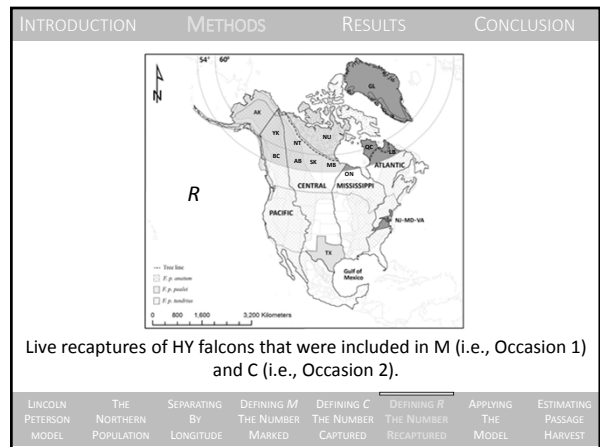 INTRODUCTION METHODS RESULTS CONCLUSION
54° 60°
N
GL
AK
YK
NT
NU
BC
AB
SK
MB
ON
QC
LB
ATLANTIC
CENTRAL
MISSISSIPPI
R
PACIFIC
NJ-MD-VA
TX
Gulf of
Mexico
Tree line
F.p. anatum
F.p. pealei
F.p. tundrius
0 800 1,600 3,200 Kilometers
Live recaptures of HY falcons that were included in M (i.e., Occasion 1)
and C (i.e., Occasion 2).
LINCOLN PETERSON MODEL
THE NORTHERN POPULATION
SEPARATING BY LONGITUDE
DEFINING M THE NUMBER MARKED
DEFINING C THE NUMBER CAPTURED
DEFINING R THE NUMBER RECAPTURED
APPLYING THE MODEL
ESTIMATING PASSAGE HARVEST